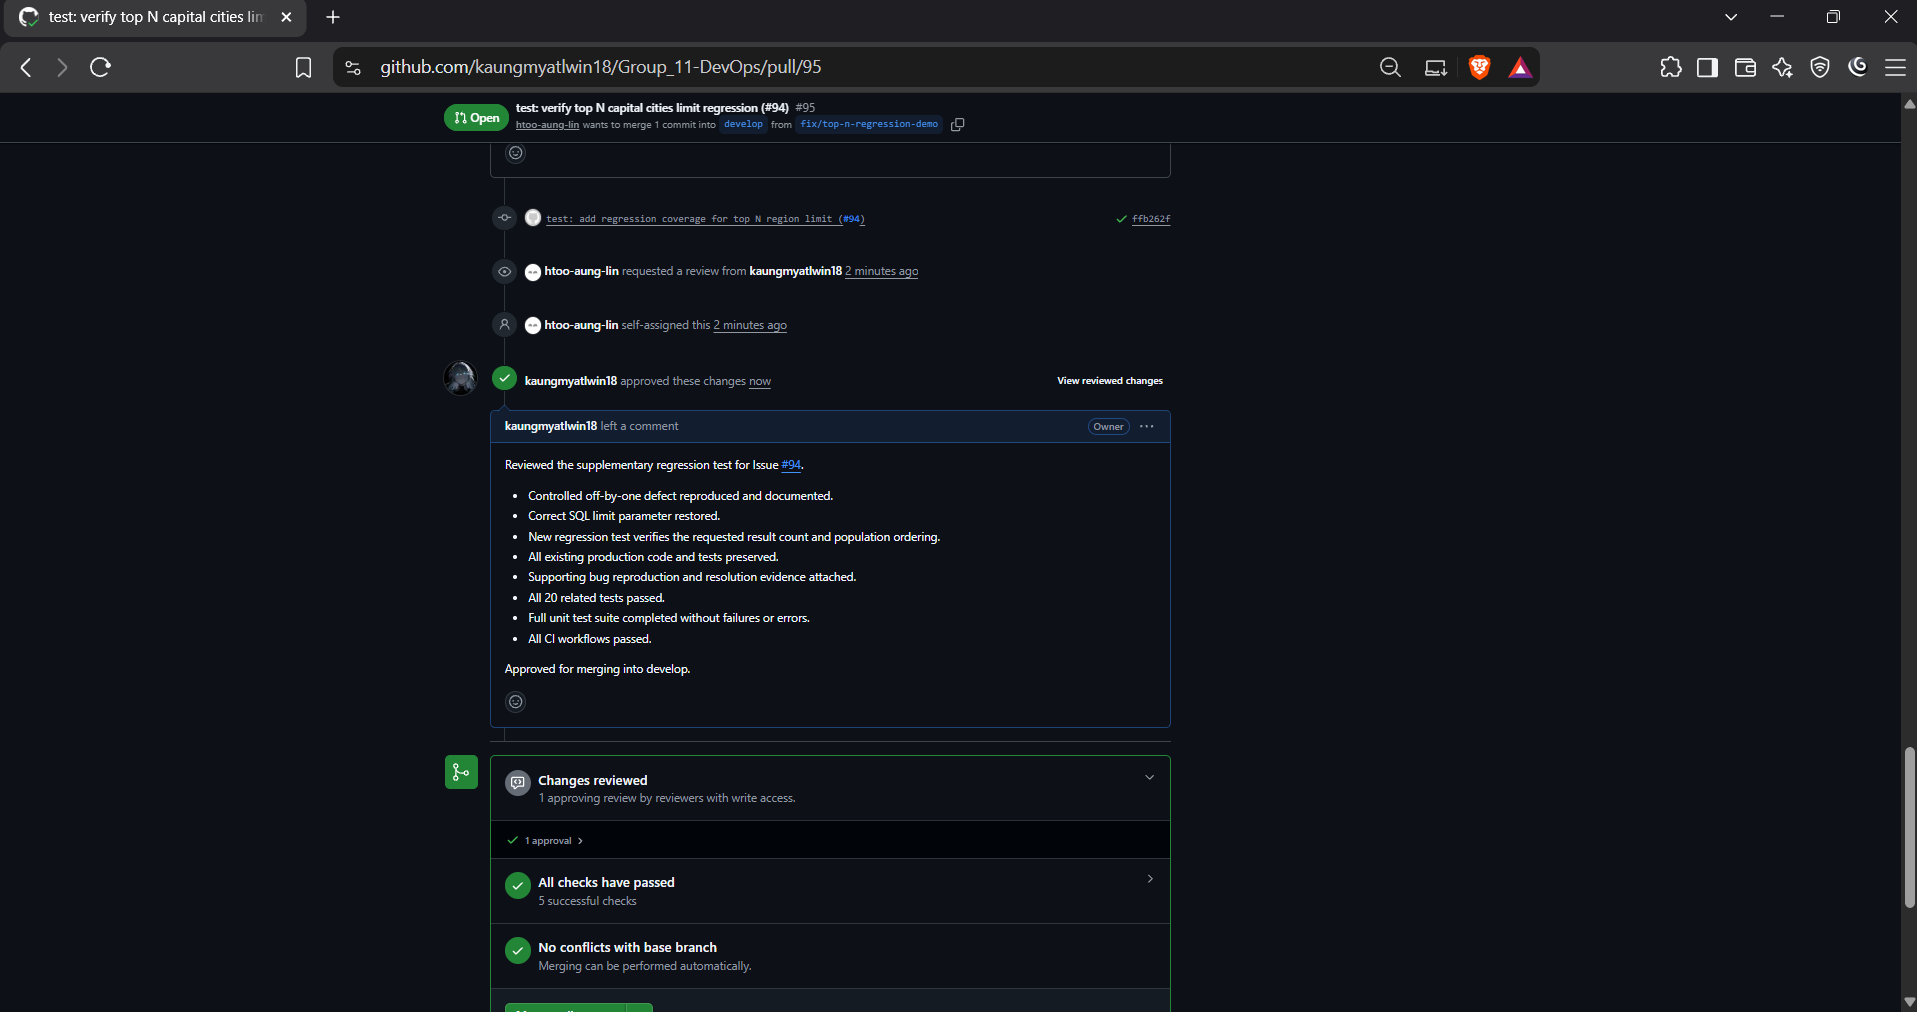 test: verify top N capital cities lim
github.com/kaungmyatlwin18/Group_11-DevOps/pull/95
Open
test: verify top N capital cities limit regression (#94) #95
htoo-aung-lin wants to merge 1 commit into develop from fix/top-n-regression-demo
test: add regression coverage for top N region limit (#94)
ffb262f
htoo-aung-lin requested a review from kaungmyatlwin18 2 minutes ago
htoo-aung-lin self-assigned this 2 minutes ago
kaungmyatlwin18 approved these changes now
View reviewed changes
kaungmyatlwin18 left a comment
Owner
Reviewed the supplementary regression test for Issue #94.
• Controlled off-by-one defect reproduced and documented.
• Correct SQL limit parameter restored.
• New regression test verifies the requested result count and population ordering.
• All existing production code and tests preserved.
• Supporting bug reproduction and resolution evidence attached.
• All 20 related tests passed.
• Full unit test suite completed without failures or errors.
• All CI workflows passed.
Approved for merging into develop.
Changes reviewed
1 approving review by reviewers with write access.
1 approval
All checks have passed
5 successful checks
No conflicts with base branch
Merging can be performed automatically.